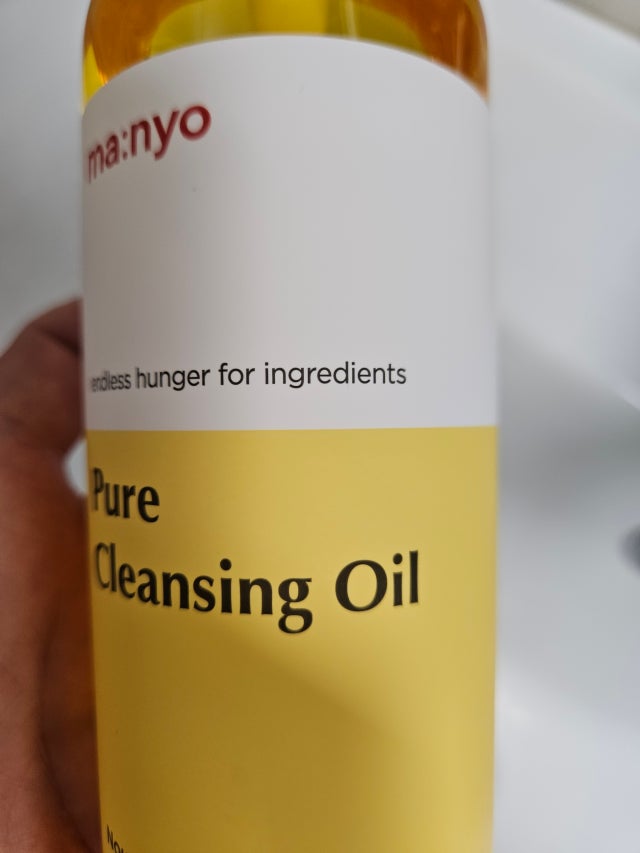 ma:nyo
endless hunger for ingredients
Pure
Cleansing Oil